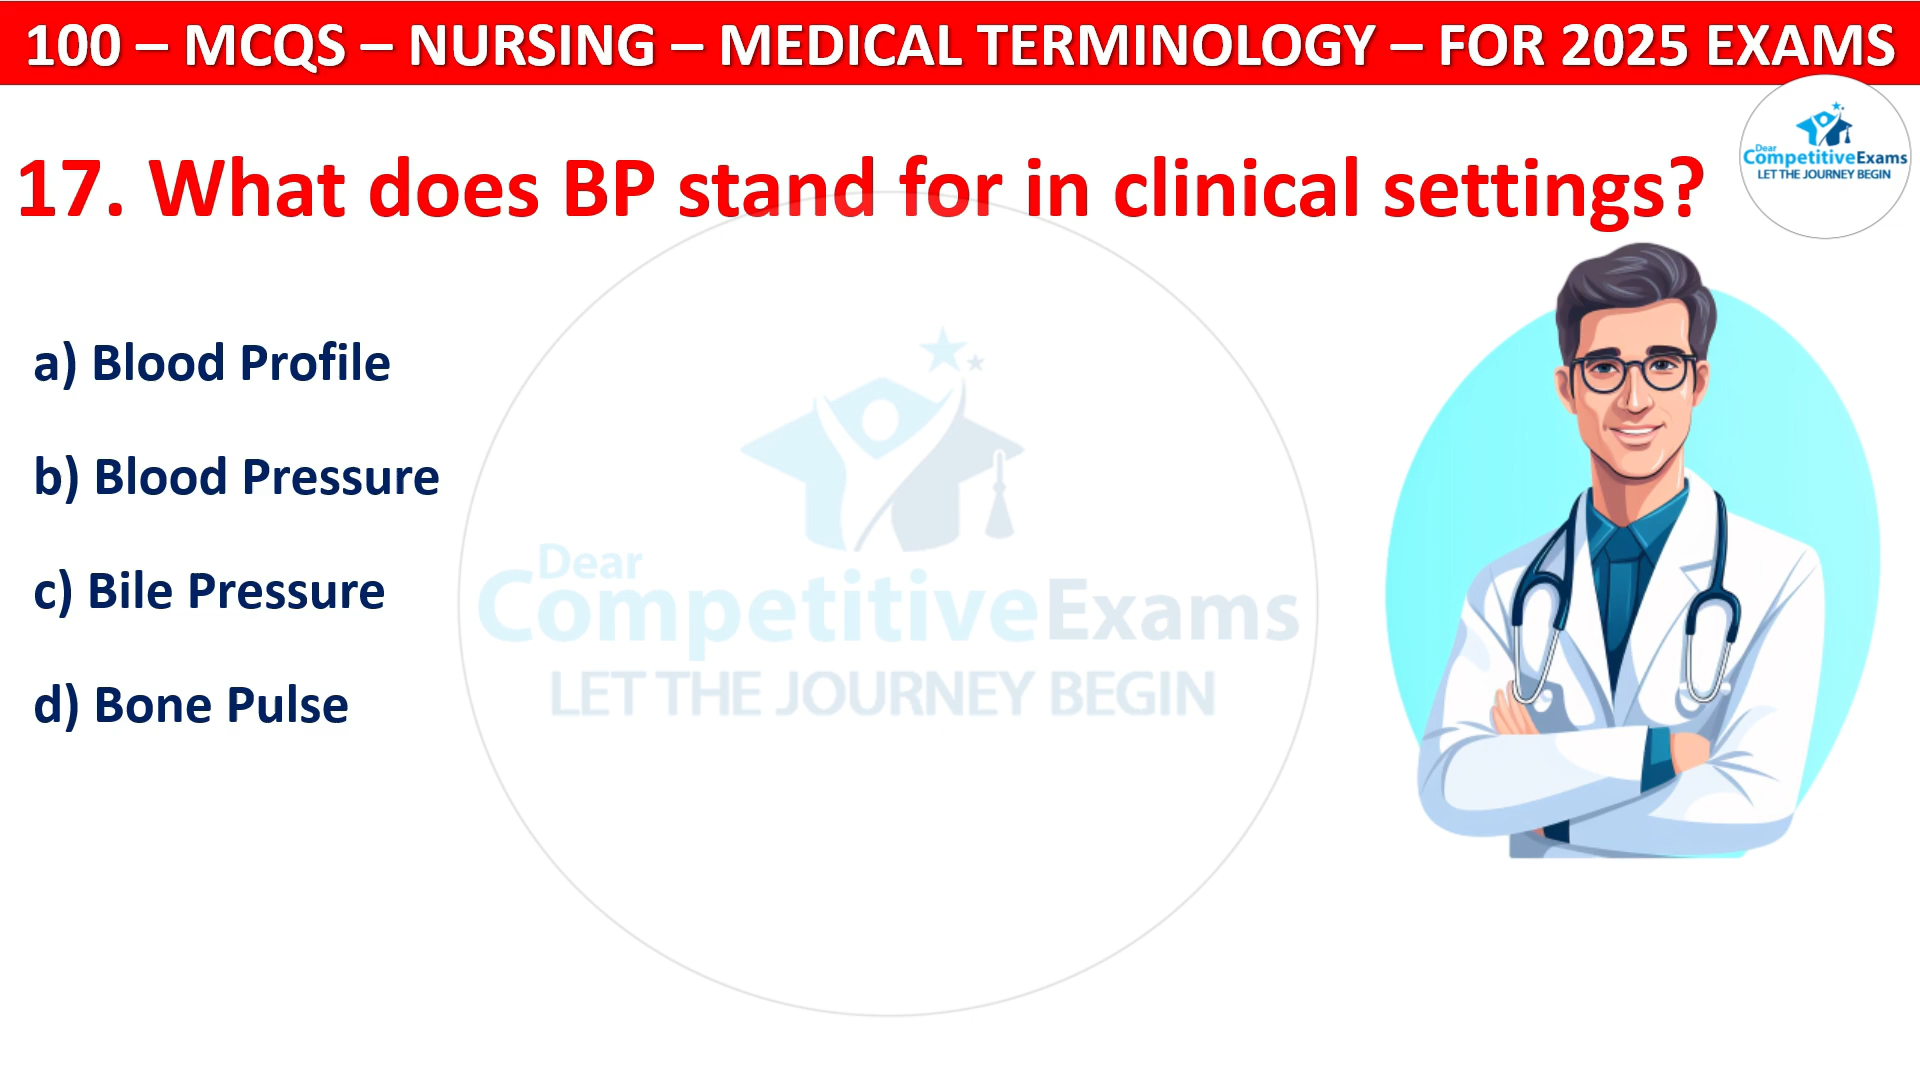 100 – MCQS – NURSING – MEDICAL TERMINOLOGY – FOR 2025 EXAMS
Dear
CompetitiveExams
LET THE JOURNEY BEGIN
17. What does BP stand for in clinical settings?
a) Blood Profile
b) Blood Pressure
c) Bile Pressure
d) Bone Pulse
Dear
CompetitiveExams
LET THE JOURNEY BEGIN